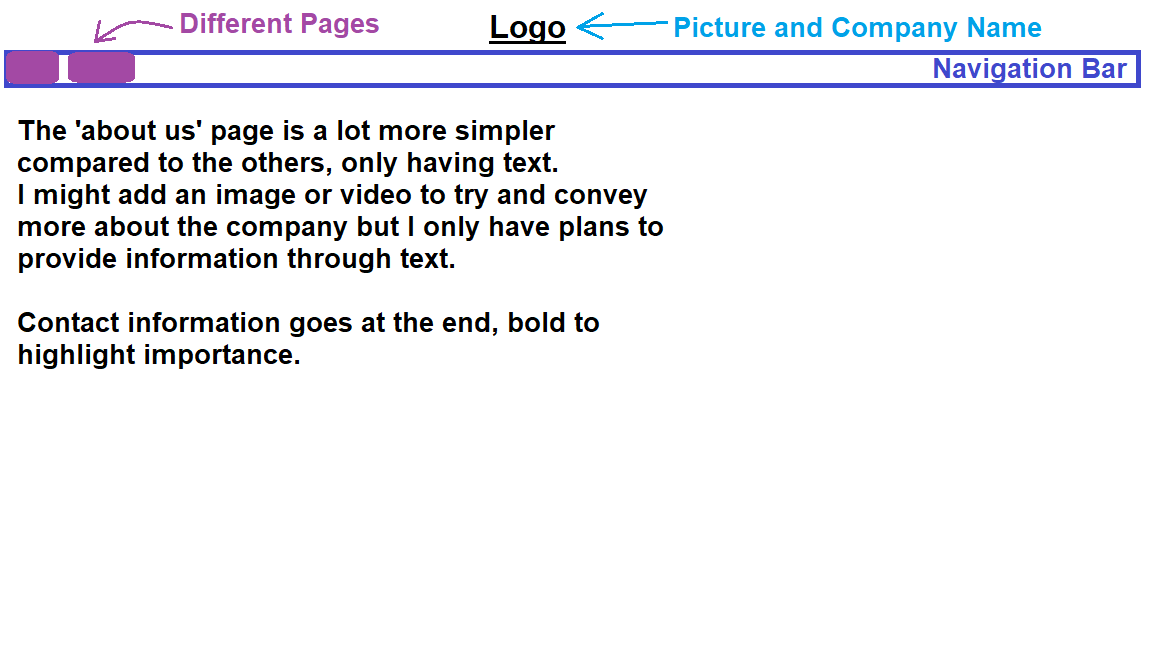 Different Pages
Logo
Picture and Company Name
Navigation Bar
The 'about us' page is a lot more simpler
compared to the others, only having text.
I might add an image or video to try and convey
more about the company but I only have plans to
provide information through text.
Contact information goes at the end, bold to
highlight importance.